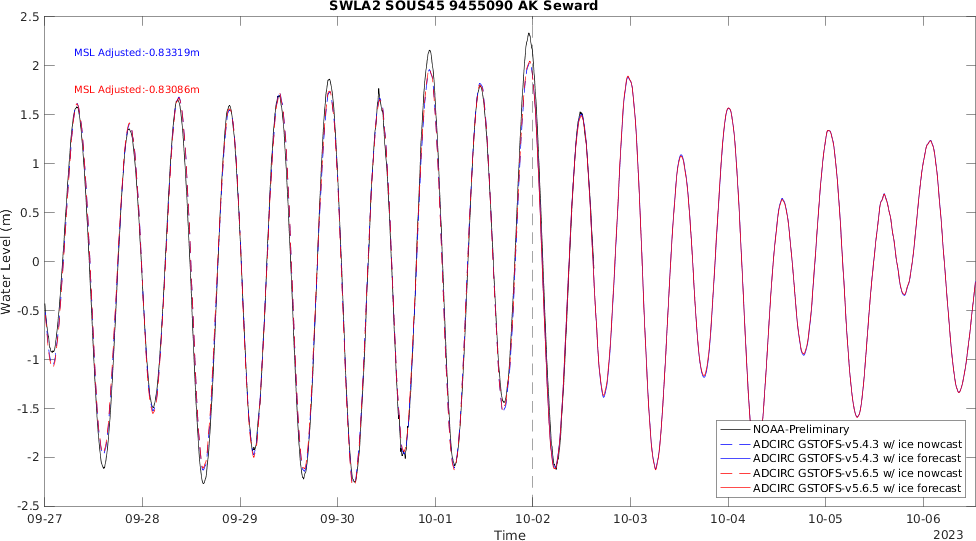 SWLA2 SOUS45 9455090 AK Seward
2.5
2
1.5
1
0.5
0
-0.5
-1
-1.5
-2
-2.5
Water Level (m)
MSL Adjusted:-0.83319m
MSL Adjusted:-0.83086m
NOAA-Preliminary
ADCIRC GSTOFS-v5.4.3 w/ ice nowcast
ADCIRC GSTOFS-v5.4.3 w/ ice forecast
ADCIRC GSTOFS-v5.6.5 w/ ice nowcast
ADCIRC GSTOFS-v5.6.5 w/ ice forecast
09-27 09-28 09-29 09-30 10-01 10-02 10-03 10-04 10-05 10-06
Time
2023